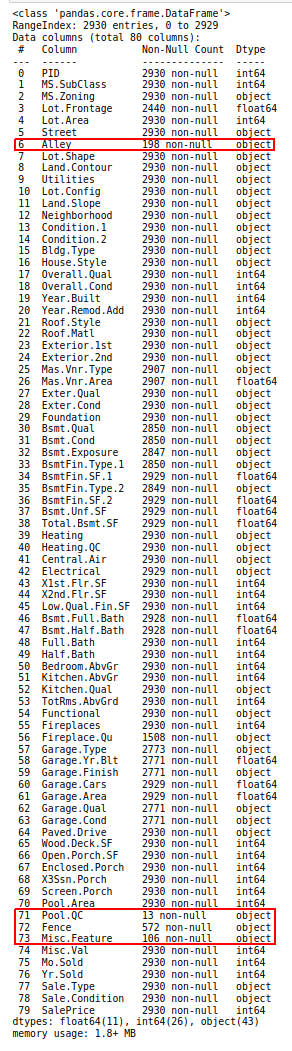 <class 'pandas.core.frame.DataFrame'>
RangeIndex: 2930 entries, 0 to 2929
Data columns (total 80 columns):
# Column Non-Null Count Dtype
--- ------ -------------- -----
0 PID 2930 non-null int64
1 MS.SubClass 2930 non-null int64
2 MS.Zoning 2930 non-null object
3 Lot.Frontage 2440 non-null float64
4 Lot.Area 2930 non-null int64
5 Street 2930 non-null object
6 Alley 198 non-null object
7 Lot.Shape 2930 non-null object
8 Land.Contour 2930 non-null object
9 Utilities 2930 non-null object
10 Lot.Config 2930 non-null object
11 Land.Slope 2930 non-null object
12 Neighborhood 2930 non-null object
13 Condition.1 2930 non-null object
14 Condition.2 2930 non-null object
15 Bldg.Type 2930 non-null object
16 House.Style 2930 non-null object
17 Overall.Qual 2930 non-null int64
18 Overall.Cond 2930 non-null int64
19 Year.Built 2930 non-null int64
20 Year.Remod.Add 2930 non-null int64
21 Roof.Style 2930 non-null object
22 Roof.Matl 2930 non-null object
23 Exterior.1st 2930 non-null object
24 Exterior.2nd 2930 non-null object
25 Mas.Vnr.Type 2907 non-null object
26 Mas.Vnr.Area 2907 non-null float64
27 Exter.Qual 2930 non-null object
28 Exter.Cond 2930 non-null object
29 Foundation 2930 non-null object
30 Bsmt.Qual 2850 non-null object
31 Bsmt.Cond 2850 non-null object
32 Bsmt.Exposure 2847 non-null object
33 BsmtFin.Type.1 2850 non-null object
34 BsmtFin.SF.1 2929 non-null float64
35 BsmtFin.Type.2 2849 non-null object
36 BsmtFin.SF.2 2929 non-null float64
37 Bsmt.Unf.SF 2929 non-null float64
38 Total.Bsmt.SF 2929 non-null float64
39 Heating 2930 non-null object
40 Heating.QC 2930 non-null object
41 Central.Air 2930 non-null object
42 Electrical 2929 non-null object
43 X1st.Flr.SF 2930 non-null int64
44 X2nd.Flr.SF 2930 non-null int64
45 Low.Qual.Fin.SF 2930 non-null int64
46 Bsmt.Full.Bath 2928 non-null float64
47 Bsmt.Half.Bath 2928 non-null float64
48 Full.Bath 2930 non-null int64
49 Half.Bath 2930 non-null int64
50 Bedroom.AbvGr 2930 non-null int64
51 Kitchen.AbvGr 2930 non-null int64
52 Kitchen.Qual 2930 non-null object
53 TotRms.AbvGrd 2930 non-null int64
54 Functional 2930 non-null object
55 Fireplaces 2930 non-null int64
56 Fireplace.Qu 1508 non-null object
57 Garage.Type 2773 non-null object
58 Garage.Yr.Blt 2771 non-null float64
59 Garage.Finish 2771 non-null object
60 Garage.Cars 2929 non-null float64
61 Garage.Area 2929 non-null float64
62 Garage.Qual 2771 non-null object
63 Garage.Cond 2771 non-null object
64 Paved.Drive 2930 non-null object
65 Wood.Deck.SF 2930 non-null int64
66 Open.Porch.SF 2930 non-null int64
67 Enclosed.Porch 2930 non-null int64
68 X3Ssn.Porch 2930 non-null int64
69 Screen.Porch 2930 non-null int64
70 Pool.Area 2930 non-null int64
71 Pool.QC 13 non-null object
72 Fence 572 non-null object
73 Misc.Feature 106 non-null object
74 Misc.Val 2930 non-null int64
75 Mo.Sold 2930 non-null int64
76 Yr.Sold 2930 non-null int64
77 Sale.Type 2930 non-null object
78 Sale.Condition 2930 non-null object
79 SalePrice 2930 non-null int64
dtypes: float64(11), int64(26), object(43)
memory usage: 1.8+ MB